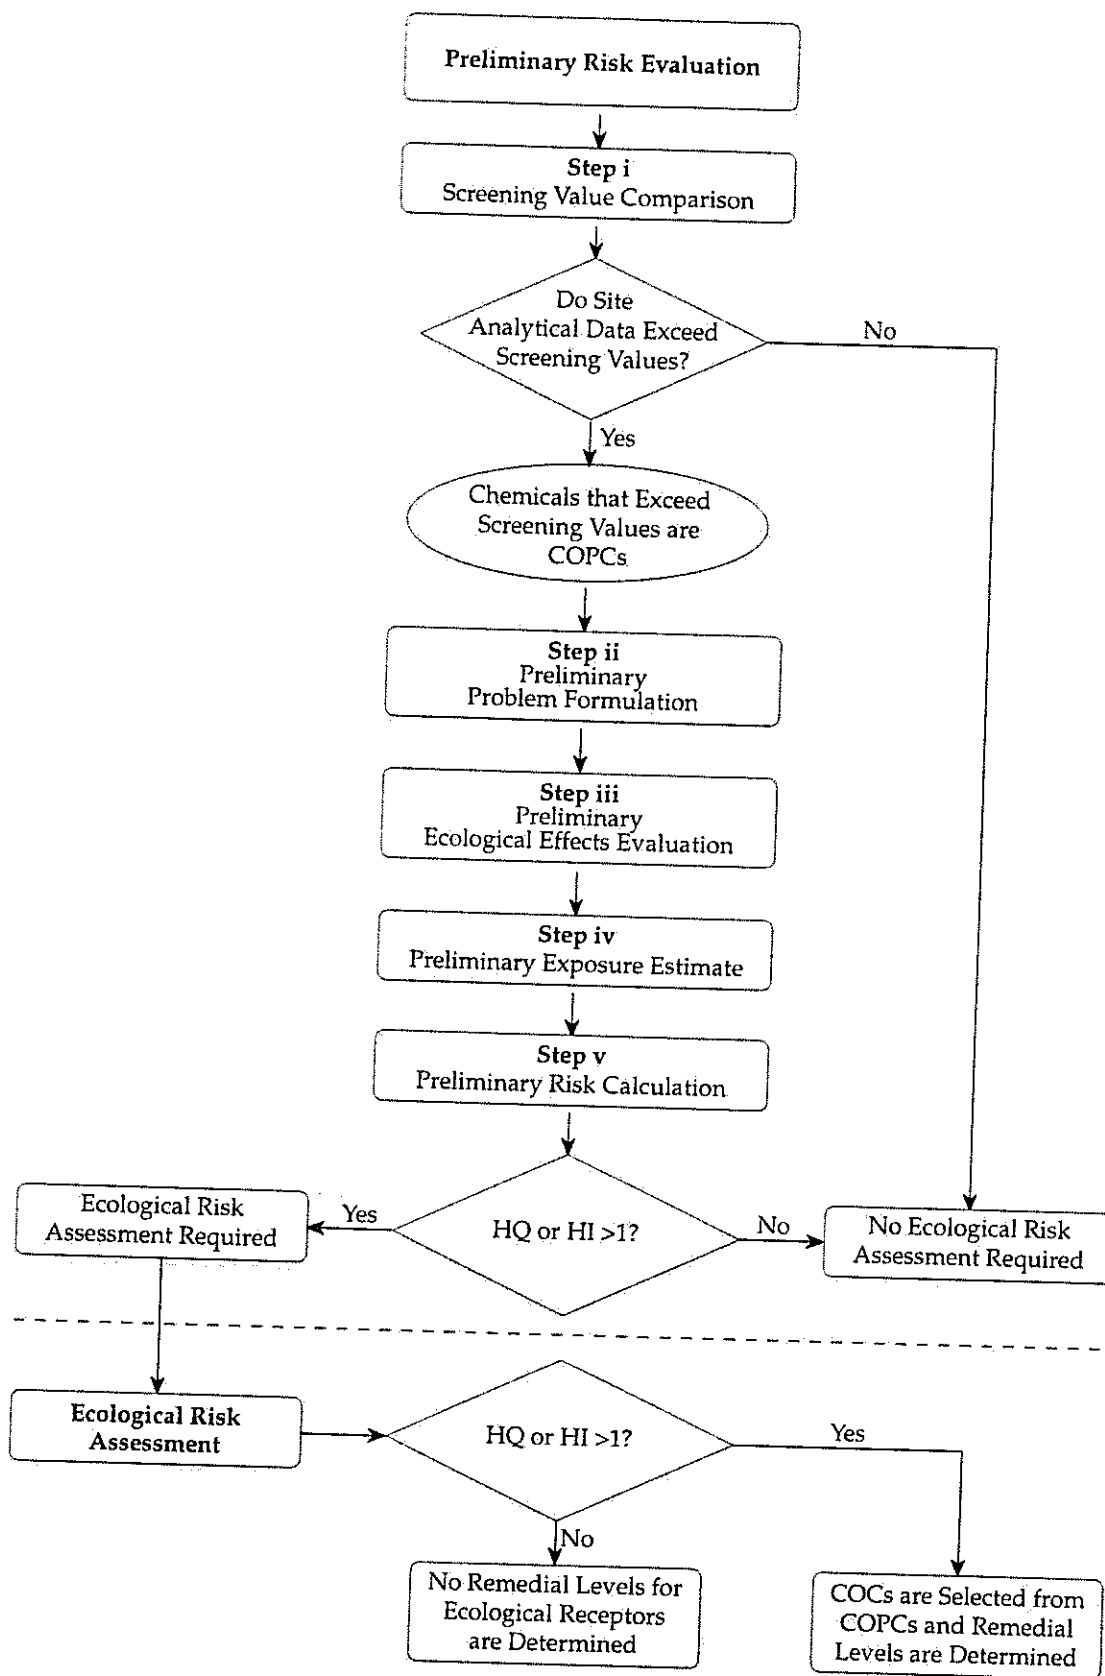 Preliminary Risk Evaluation
Step i
Screening Value Comparison
Do Site
Analytical Data Exceed
Screening Values?
No
Yes
Chemicals that Exceed
Screening Values are
COPCs
Step ii
Preliminary
Problem Formulation
Step iii
Preliminary
Ecological Effects Evaluation
Step iv
Preliminary Exposure Estimate
Step v
Preliminary Risk Calculation
Ecological Risk
Assessment Required
Yes
HQ or HI >1?
No
No Ecological Risk
Assessment Required
Ecological Risk
Assessment
HQ or HI >1?
Yes
No
No Remedial Levels for
Ecological Receptors
are Determined
COCs are Selected from
COPCs and Remedial
Levels are Determined